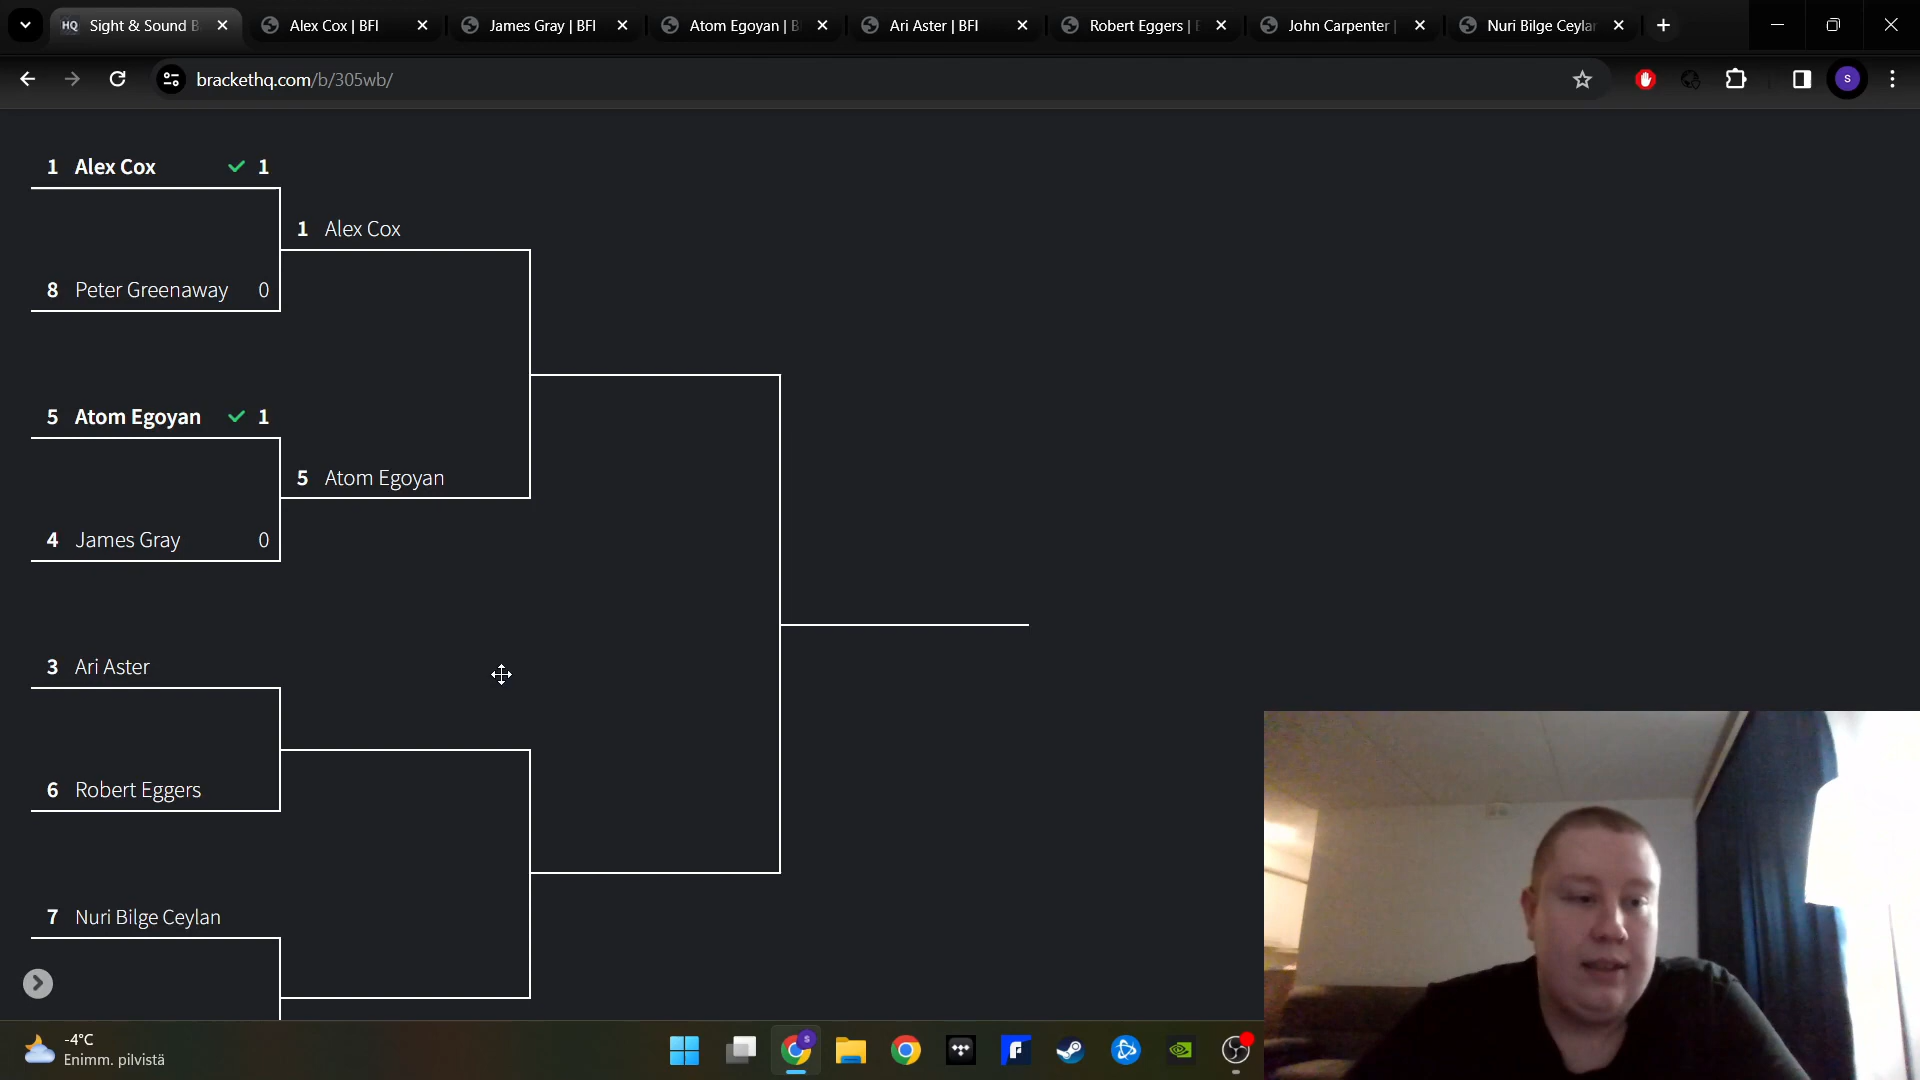 HQ Sight & Sound B
Alex Cox | BFI
James Gray | BFI
Atom Egoyan | B
Ari Aster | BFI
Robert Eggers |
John Carpenter |
Nuri Bilge Ceyla
brackethq.com/b/305wb/
S
1 Alex Cox 1
1 Alex Cox
8 Peter Greenaway 0
5 Atom Egoyan 1
5 Atom Egoyan
4 James Gray 0
3 Ari Aster
6 Robert Eggers
7 Nuri Bilge Ceylan
-4°C
Enimm. pilvistä